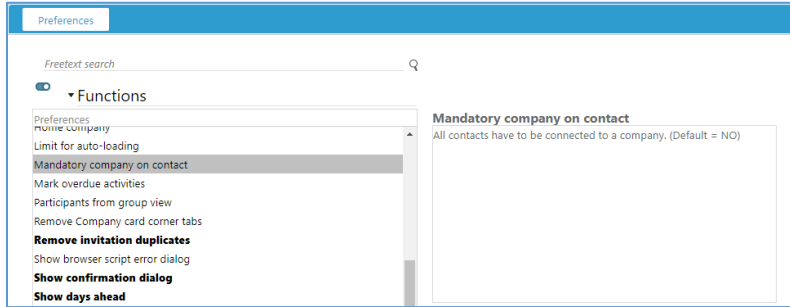 Preferences
Freetext search
Functions
Preferences
Home company
Limit for auto-loading
Mandatory company on contact
Mark overdue activities
Participants from group view
Remove Company card corner tabs
Remove invitation duplicates
Show browser script error dialog
Show confirmation dialog
Show days ahead
Mandatory company on contact
All contacts have to be connected to a company. (Default = NO)